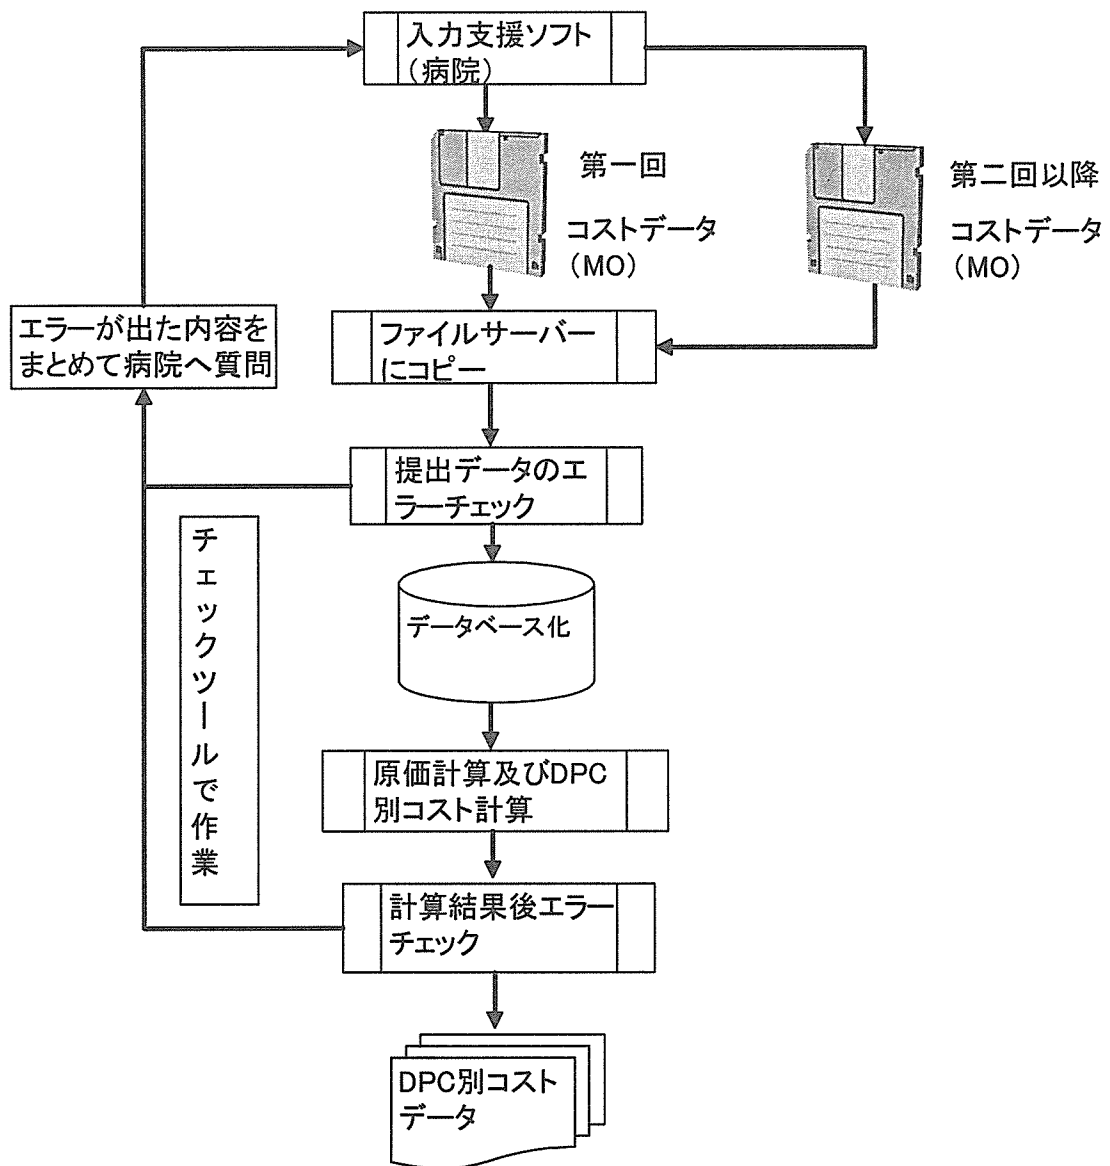 入力支援ソフト
（病院）
第一回
コストデータ
（MO）
第二回以降
コストデータ
（MO）
エラーが出た内容を
まとめて病院へ質問
ファイルサーバー
にコピー
提出データのエ
ラーチェック
チェックツールで作業
データベース化
原価計算及びDPC
別コスト計算
計算結果後エラー
チェック
DPC別コスト
データ